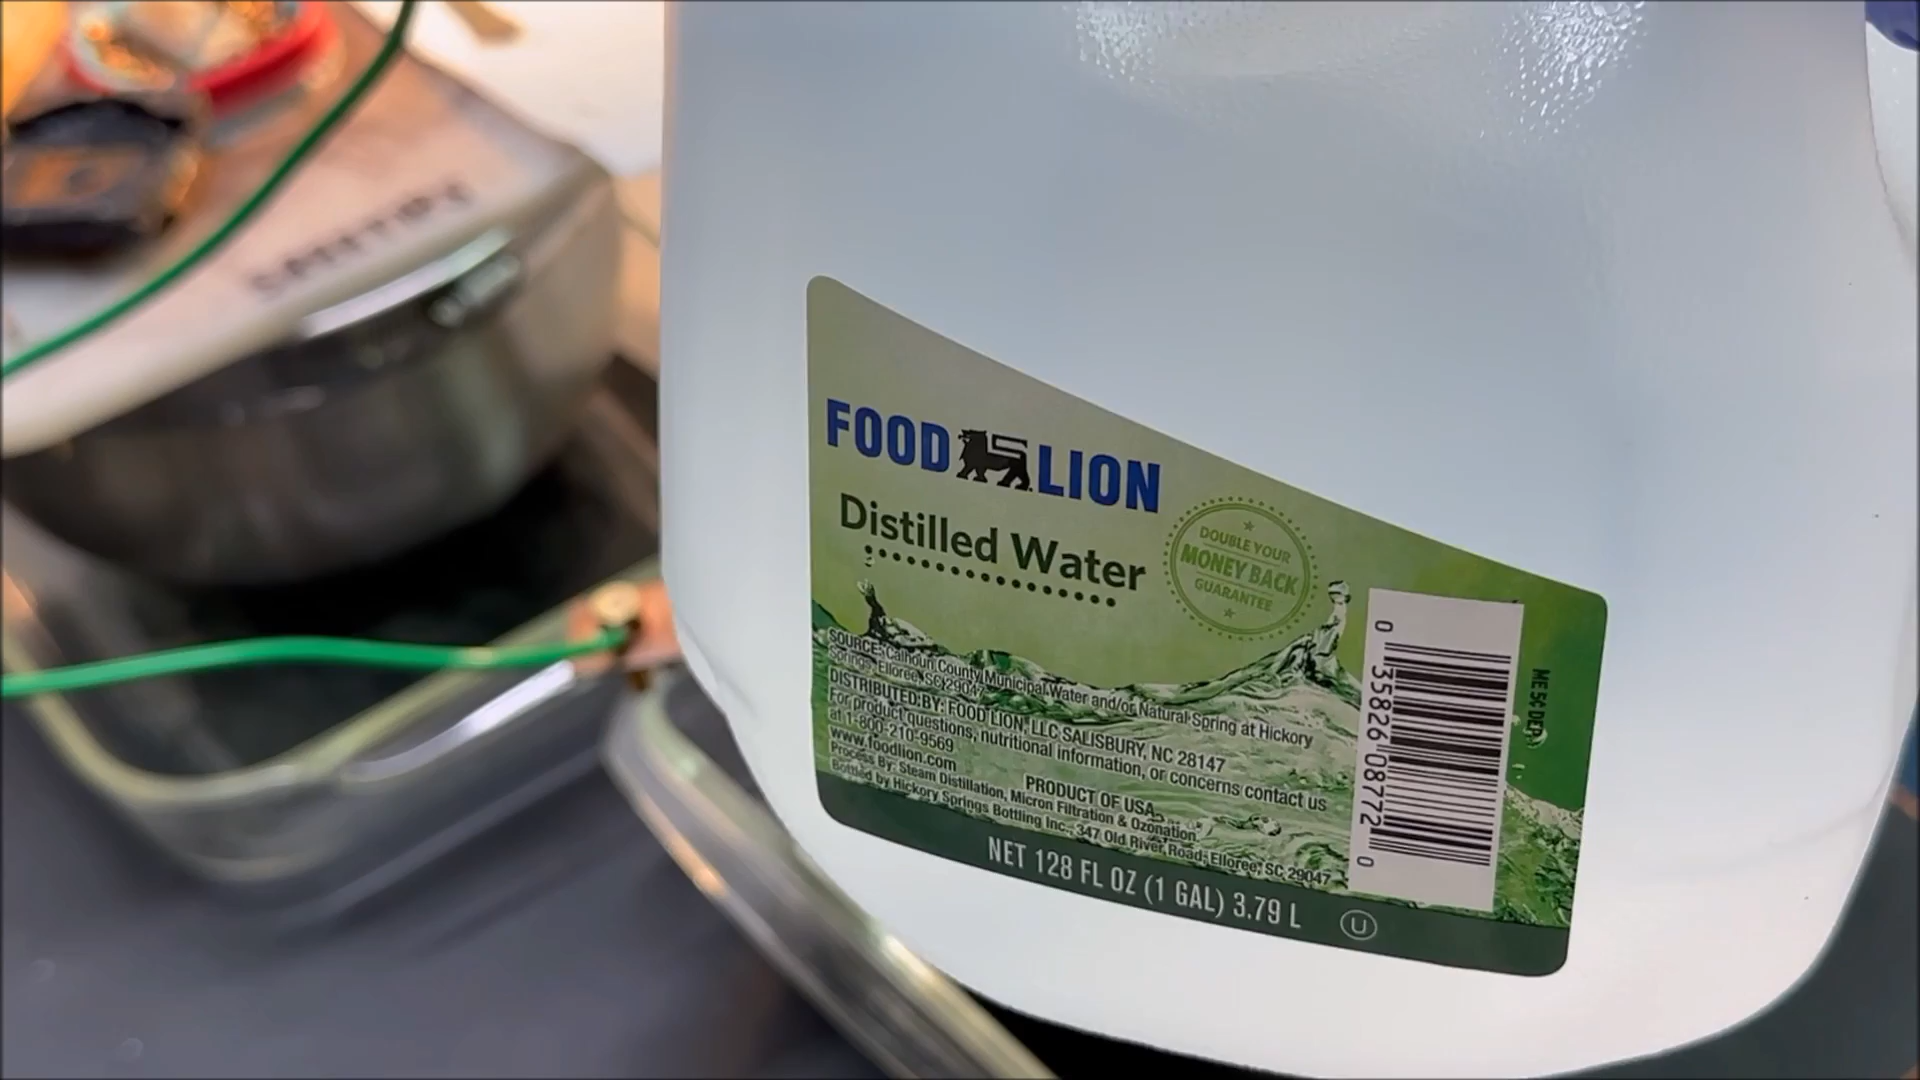 FOOD LION
Distilled Water
DOUBLE YOUR
MONEY BACK
GUARANTEE
SOURCE: Calhoun County Municipal Water and/or Natural Spring at Hickory
Springs, Elloree, SC 29047
DISTRIBUTED BY: FOOD LION, LLC SALISBURY, NC 28147
For product questions, nutritional information, or concerns contact us
at 1-800-210-9569
www.foodlion.com
PRODUCT OF USA
Process By: Steam Distillation, Micron Filtration & Ozonation
Bottled by Hickory Springs Bottling Inc., 347 Old River Road, Elloree, SC 29047
NET 128 FL OZ (1 GAL) 3.79 L
U
0 35826 08772 0
ME 5¢ DEP